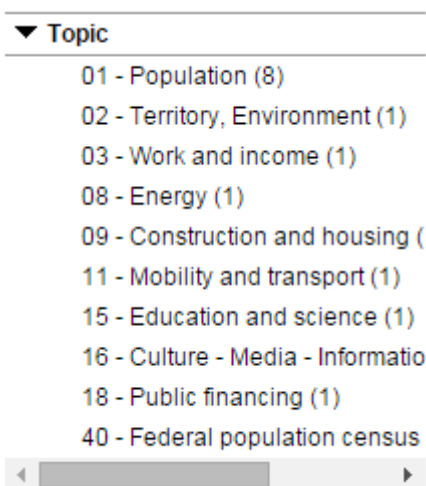 Topic
01 - Population (8)
02 - Territory, Environment (1)
03 - Work and income (1)
08 - Energy (1)
09 - Construction and housing (
11 - Mobility and transport (1)
15 - Education and science (1)
16 - Culture - Media - Informatio
18 - Public financing (1)
40 - Federal population census